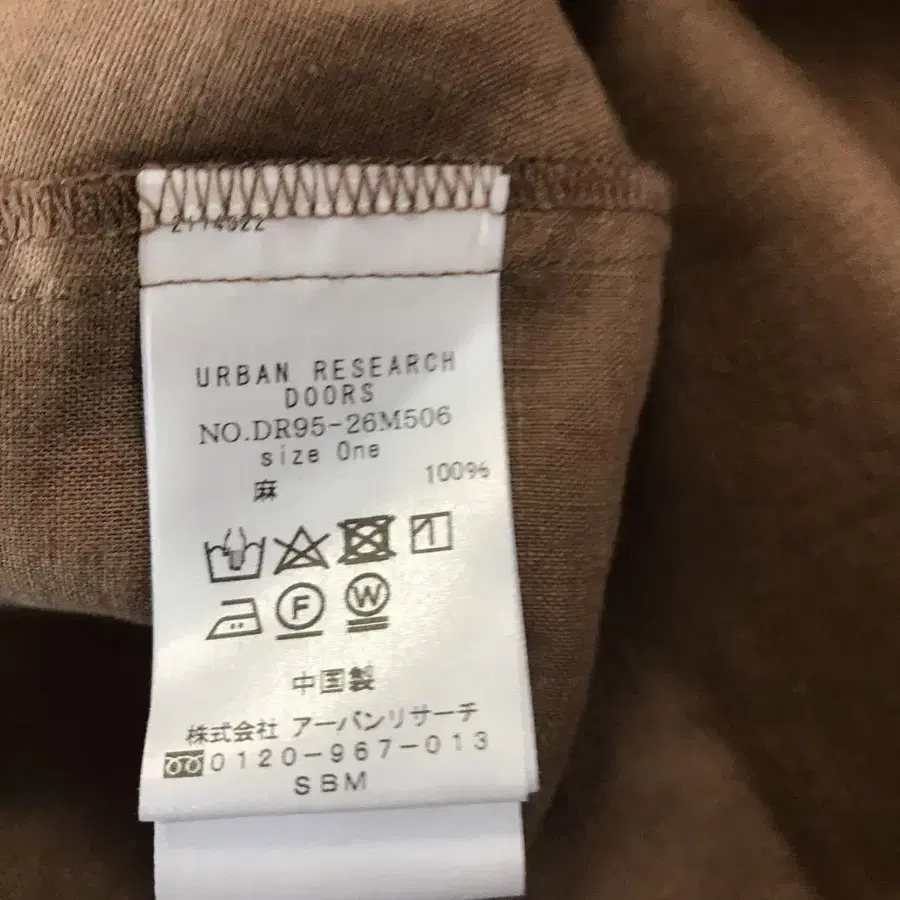 2114322
URBAN RESEARCH
DOORS
NO.DR95-26M506
size One
麻 100%
F W
中国製
株式会社 アーバンリサーチ
0120-967-013
SBM